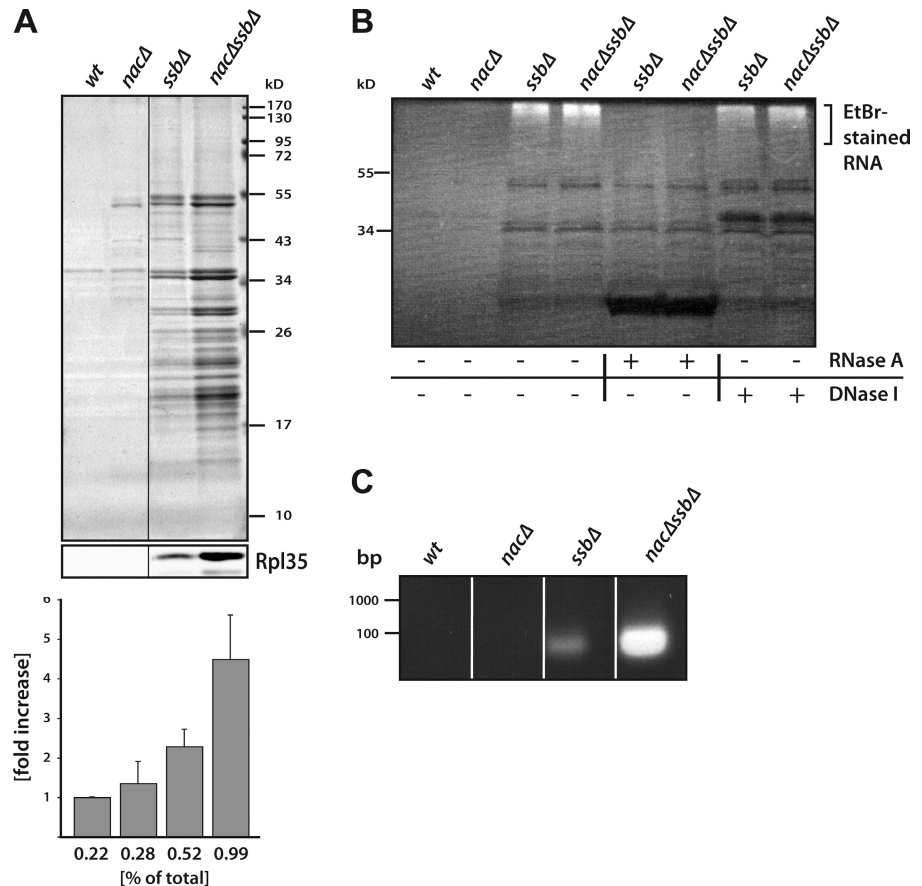 A
wt nacΔ ssbΔ nacΔssbΔ
kD
170
130
95
72
55
43
34
26
17
10
Rpl35
[fold increase]
6
5
4
3
2
1
0.22 0.28 0.52 0.99
[% of total]
B
kD wt nacΔ ssbΔ nacΔssbΔ ssbΔ nacΔssbΔ ssbΔ nacΔssbΔ
EtBr-
stained
RNA
55
34
- - - - + + - - RNase A
- - - - - - + + DNase I
C
bp wt nacΔ ssbΔ nacΔssbΔ
1000
100